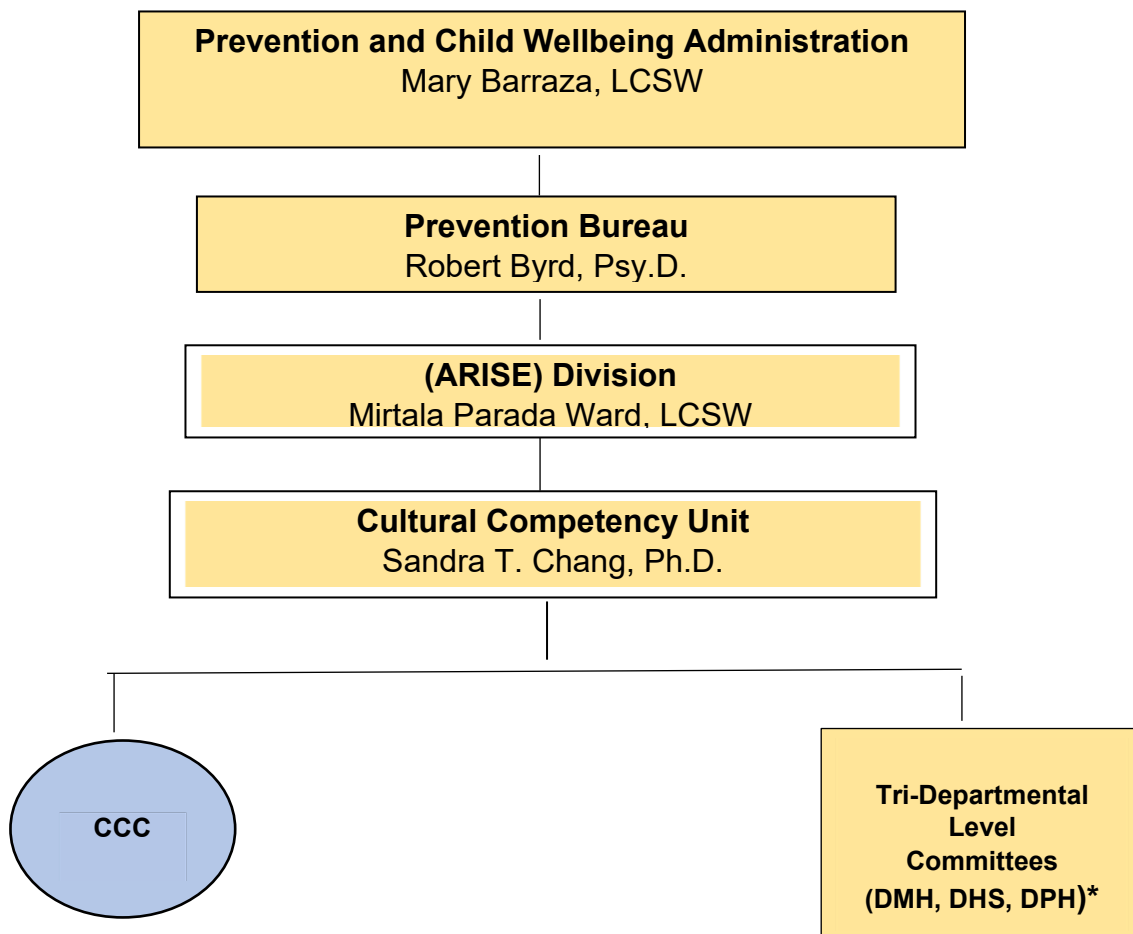 Prevention and Child Wellbeing Administration
Mary Barraza, LCSW
Prevention Bureau
Robert Byrd, Psy.D.
(ARISE) Division
Mirtala Parada Ward, LCSW
Cultural Competency Unit
Sandra T. Chang, Ph.D.
CCC
Tri-Departmental
Level
Committees
(DMH, DHS, DPH)*